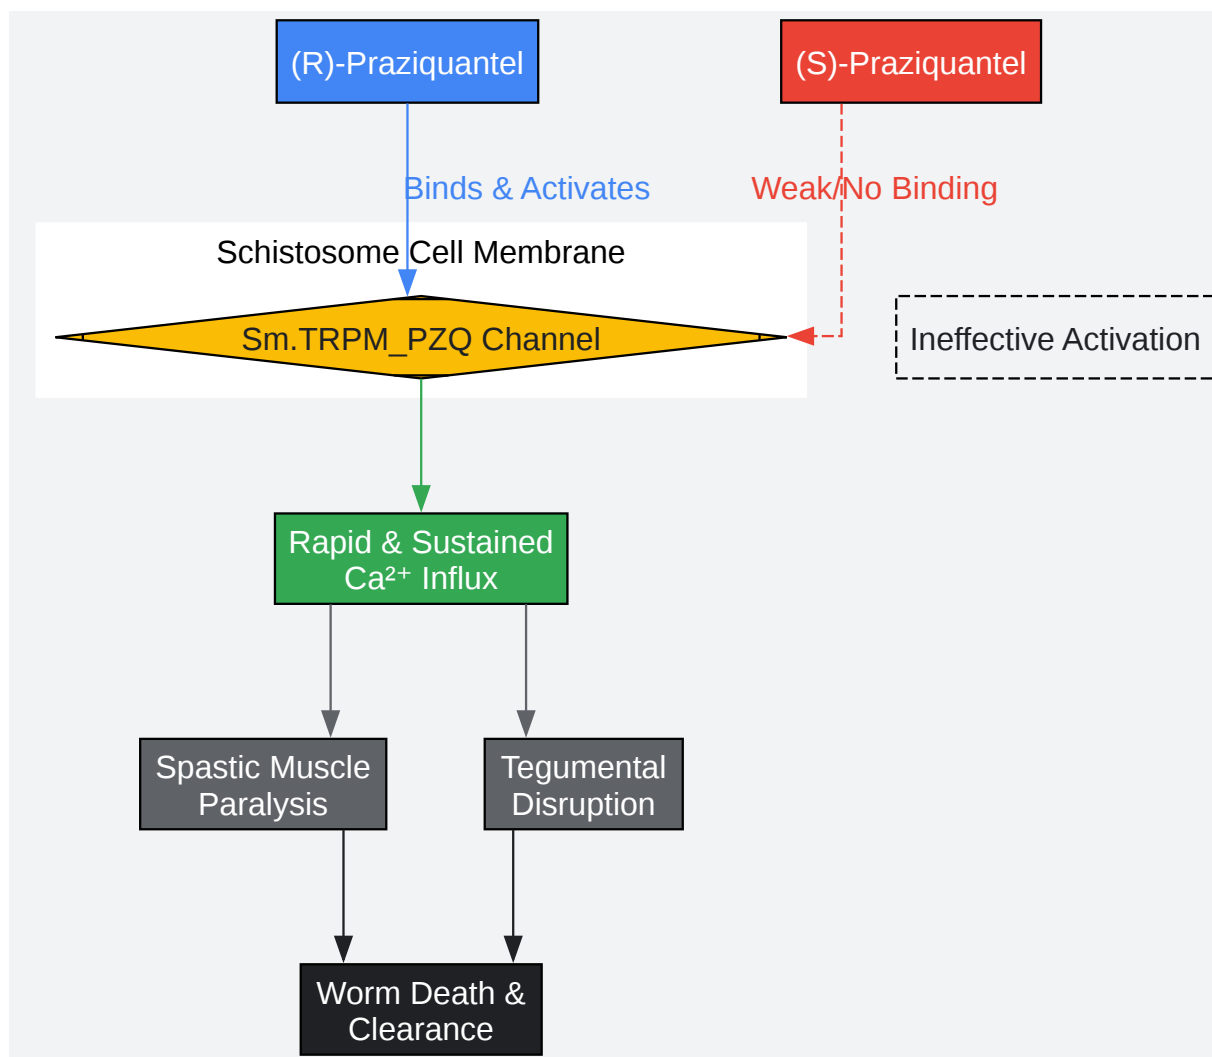 (R)-Praziquantel
(S)-Praziquantel
Binds & Activates
Weak/No Binding
Schistosome Cell Membrane
Sm.TRPM_PZQ Channel
Ineffective Activation
Rapid & Sustained
Ca²⁺ Influx
Spastic Muscle
Paralysis
Tegumental
Disruption
Worm Death &
Clearance